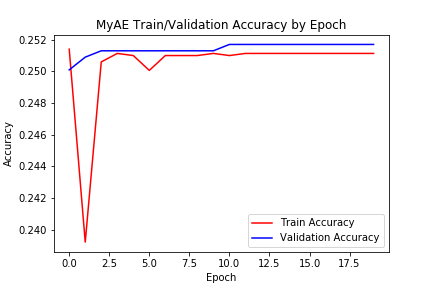 MyAE Train/Validation Accuracy by Epoch
0.252
0.250
0.248
0.246
0.244
0.242
0.240
Accuracy
0.0 2.5 5.0 7.5 10.0 12.5 15.0 17.5
Epoch
Train Accuracy
Validation Accuracy